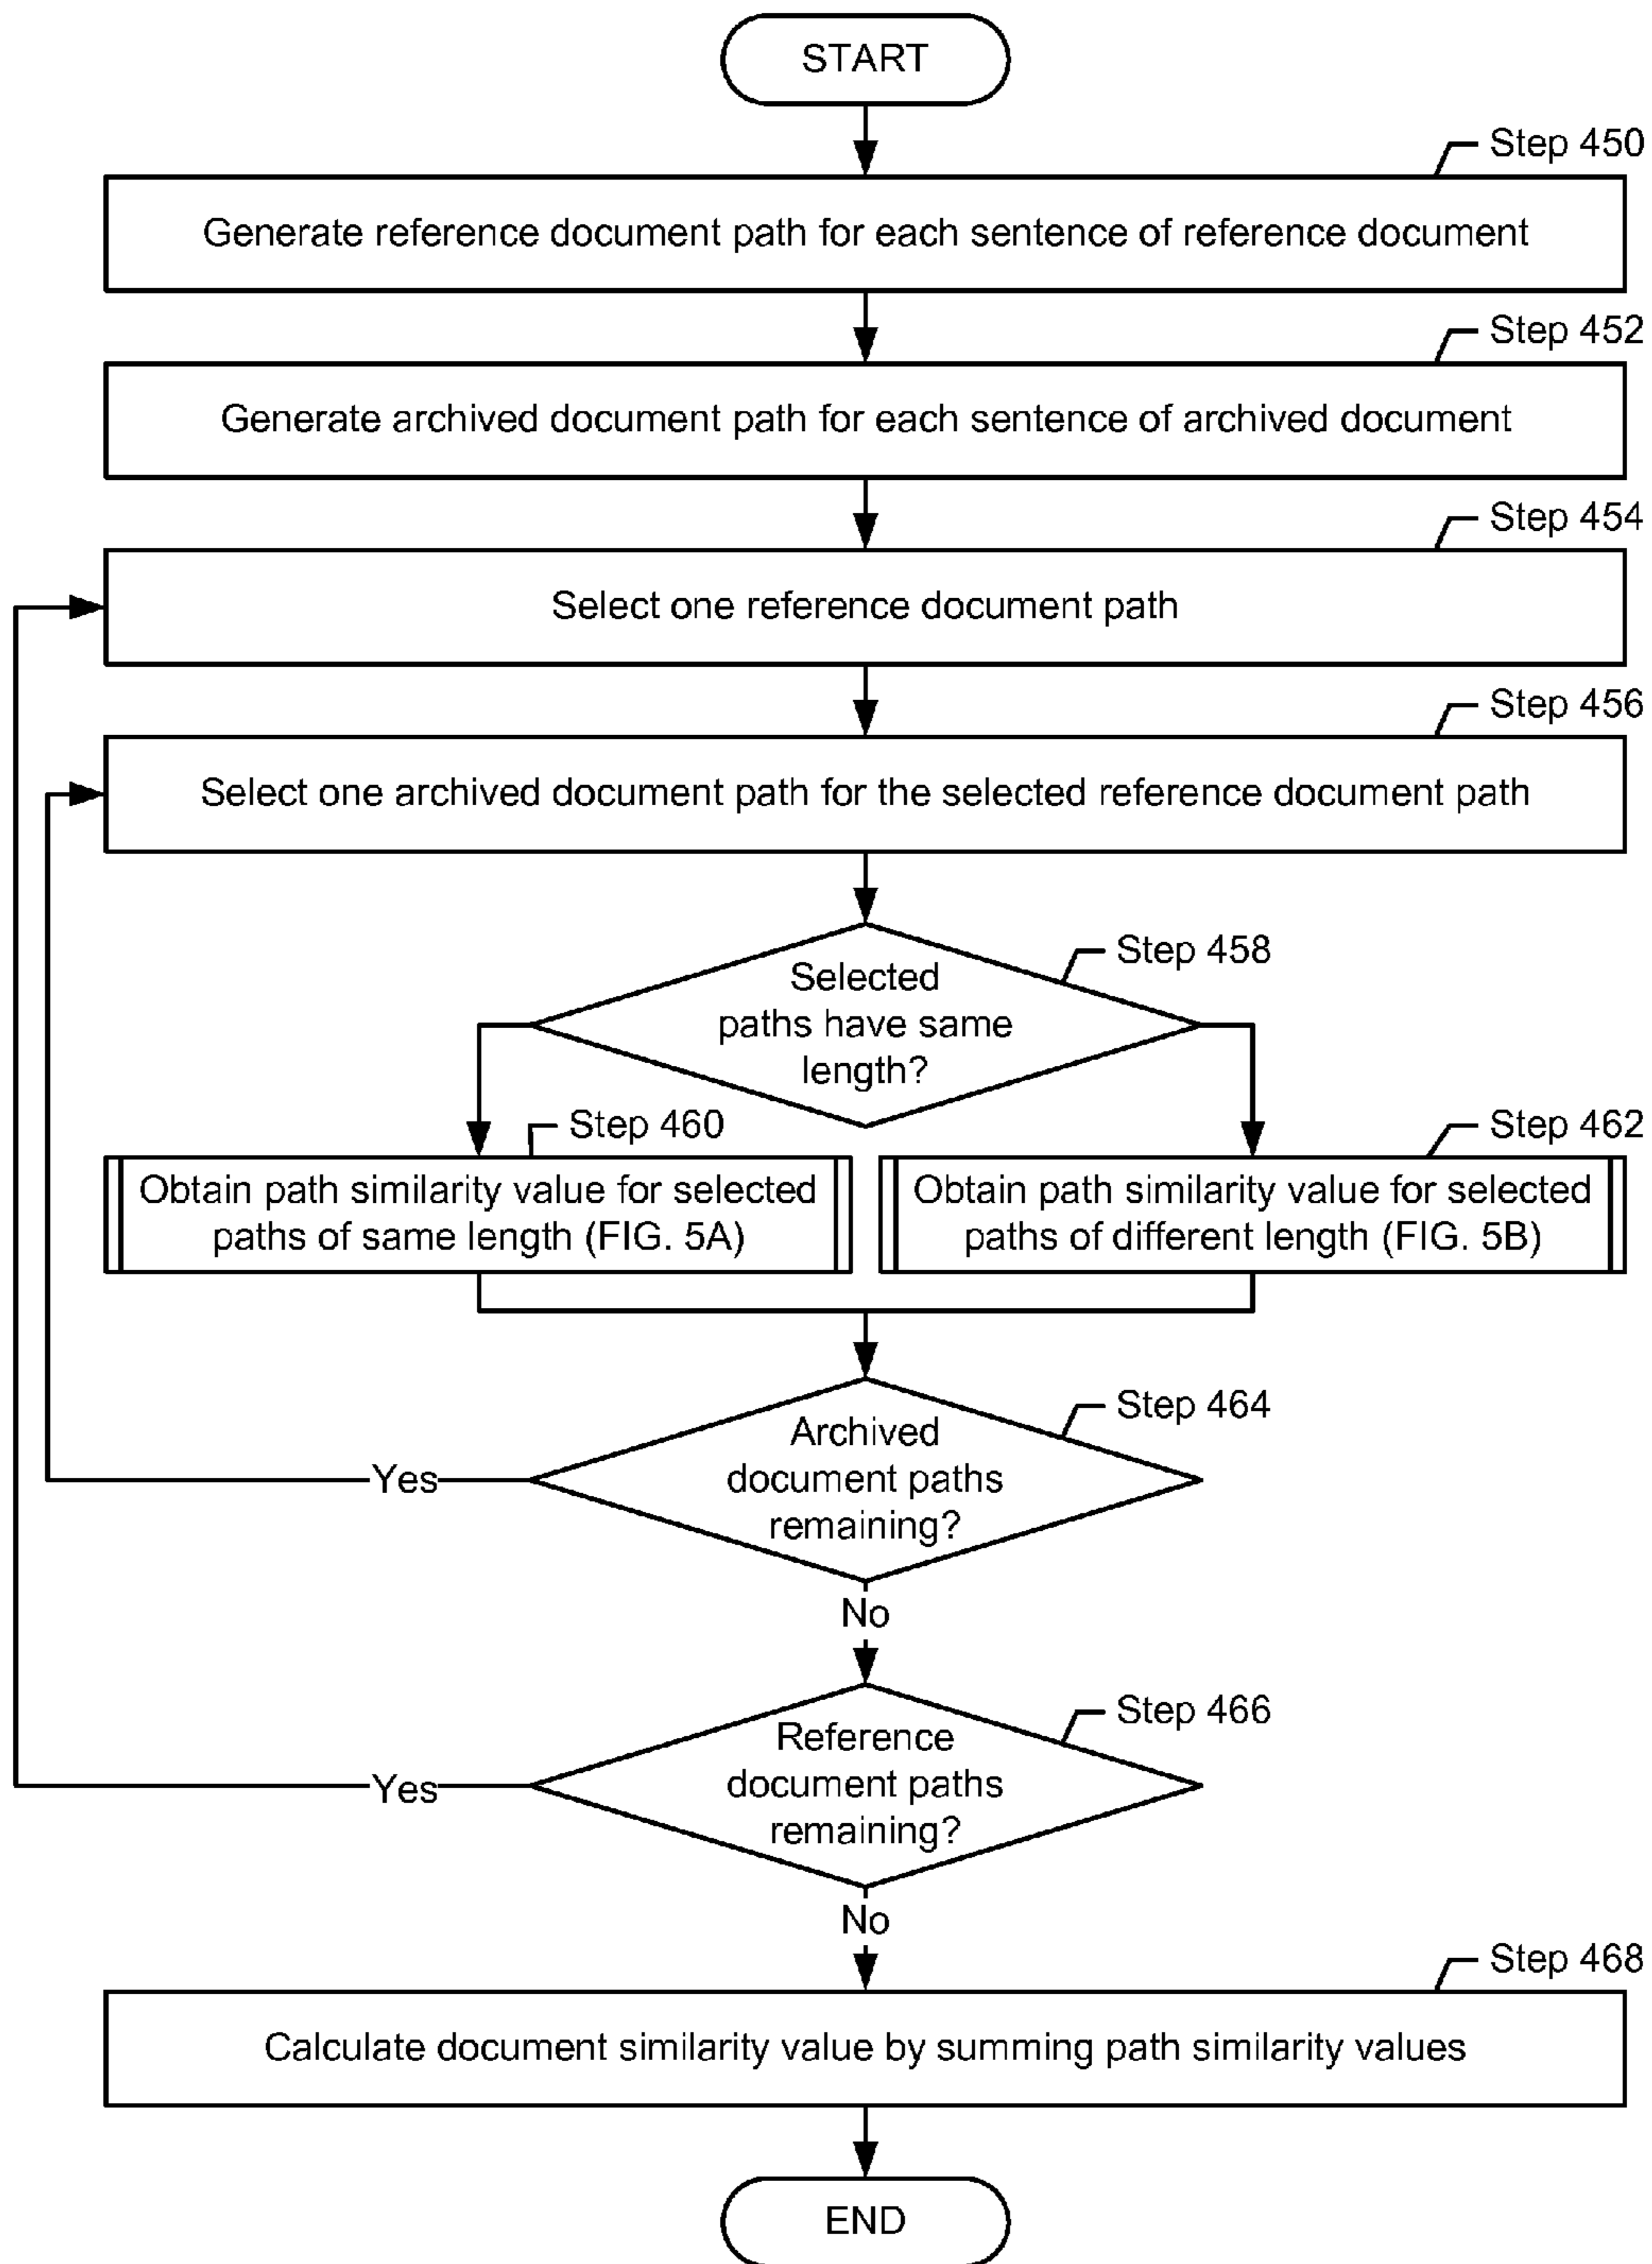 START
Step 450
Generate reference document path for each sentence of reference document
Step 452
Generate archived document path for each sentence of archived document
Step 454
Select one reference document path
Step 456
Select one archived document path for the selected reference document path
Step 458
Selected
paths have same
length?
Step 460
Obtain path similarity value for selected
paths of same length (FIG. 5A)
Step 462
Obtain path similarity value for selected
paths of different length (FIG. 5B)
Step 464
Archived
document paths
remaining?
Yes
No
Step 466
Reference
document paths
remaining?
Yes
No
Step 468
Calculate document similarity value by summing path similarity values
END